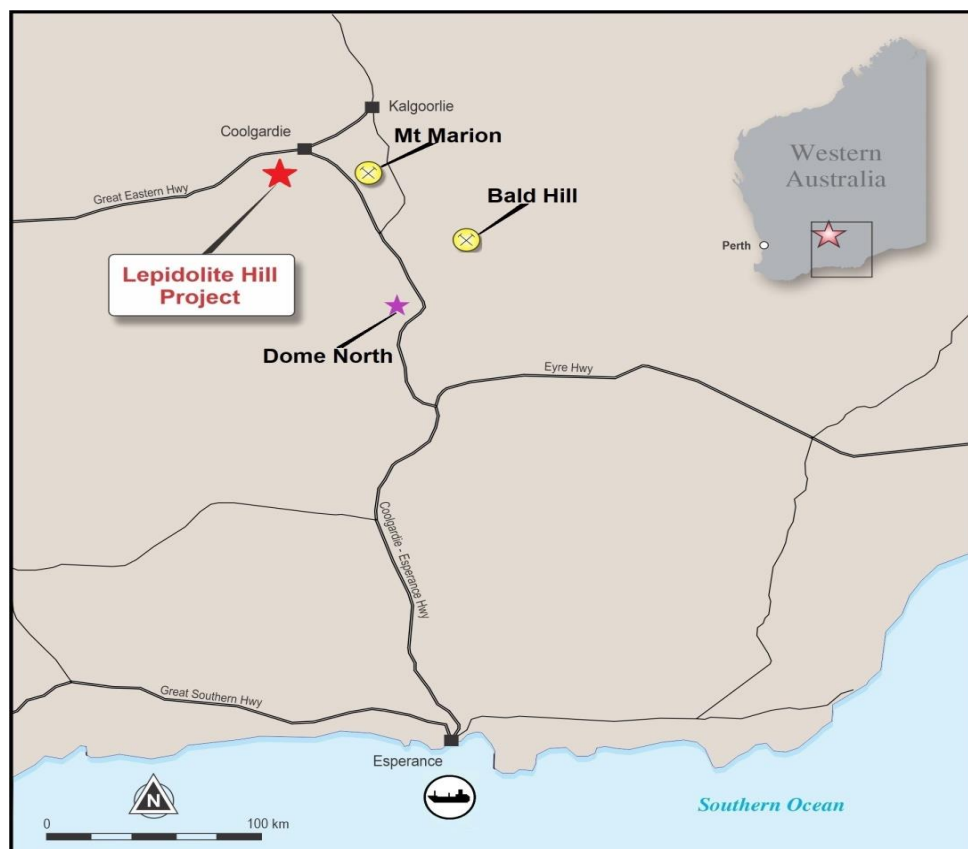 Kalgoorlie
Coolgardie
Mt Marion
Western
Australia
Great Eastern Hwy
Bald Hill
Perth
Lepidolite Hill
Project
Dome North
Eyre Hwy
Coolgardie - Esperance Hwy
Great Southern Hwy
Esperance
N
Southern Ocean
0
100 km